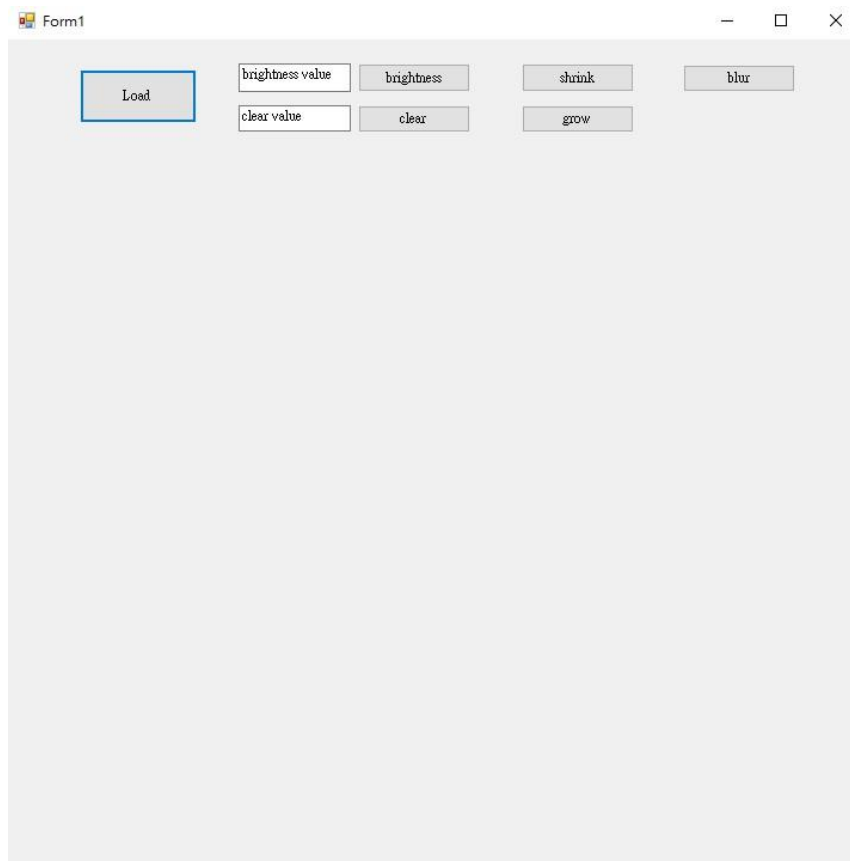 Form1
Load
brightness value
brightness
shrink
blur
clear value
clear
grow